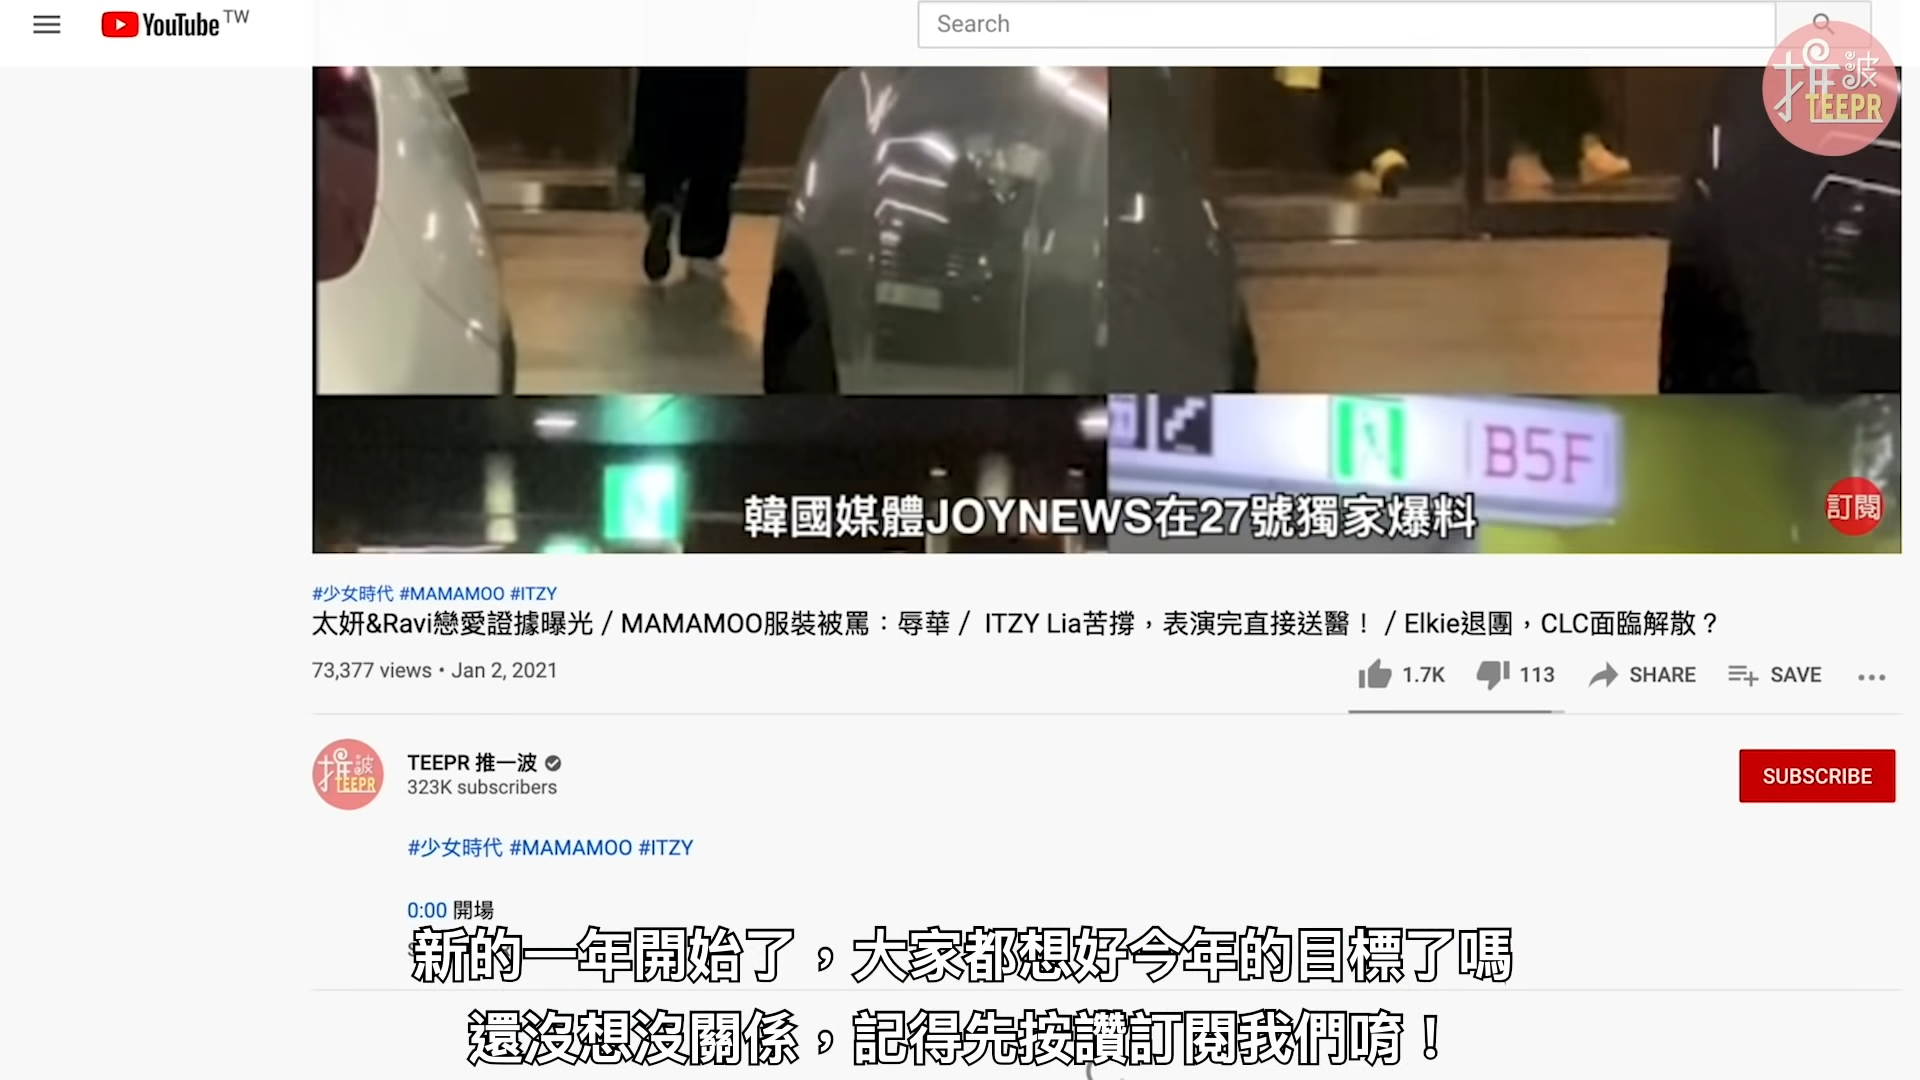 YouTube TW
Search
推波
TEEPR
B5F
韓國媒體JOYNEWS在27號獨家爆料
訂閱
#少女時代 #MAMAMOO #ITZY
太妍&Ravi戀愛證據曝光／MAMAMOO服裝被罵：辱華／ ITZY Lia苦撐，表演完直接送醫！／Elkie退團，CLC面臨解散？
73,377 views • Jan 2, 2021
1.7K
113
SHARE
SAVE
推波
TEEPR
TEEPR 推一波
323K subscribers
SUBSCRIBE
#少女時代 #MAMAMOO #ITZY
0:00 開場
新的一年開始了，大家都想好今年的目標了嗎
還沒想沒關係，記得先按讚訂閱我們唷！